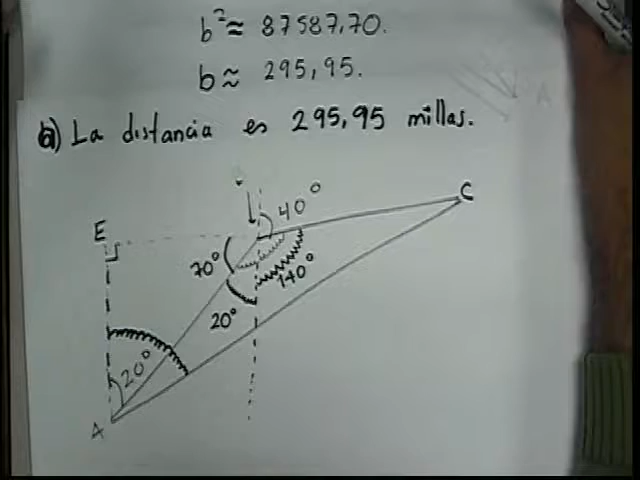 b² ≈ 87587,70.
b ≈ 295,95.
a) La distancia es 295,95 millas.
E
40°
C
70°
140°
20°
20°
A